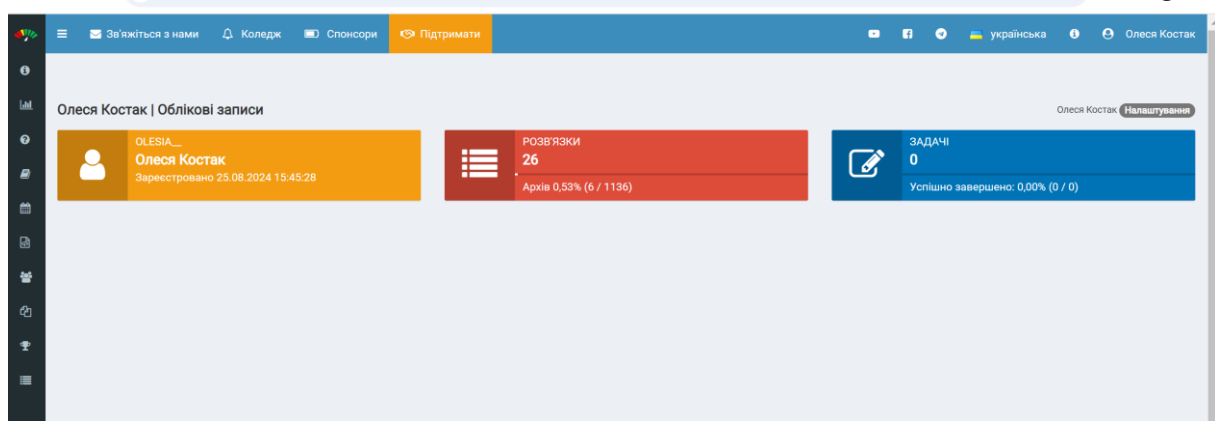 Зв'яжіться з нами Коледж Спонсори Підтримати українська Олеся Костак
Олеся Костак | Облікові записи
Олеся Костак Налаштування
OLESIA__
Олеся Костак
Зареєстровано 25.08.2024 15:45:28
РОЗВ'ЯЗКИ
26
Архів 0,53% (6 / 1136)
ЗАДАЧІ
0
Успішно завершено: 0,00% (0 / 0)